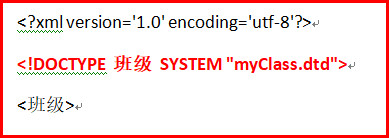 <?xml version='1.0' encoding='utf-8'?>
<!DOCTYPE 班级 SYSTEM "myClass.dtd">
<班级>